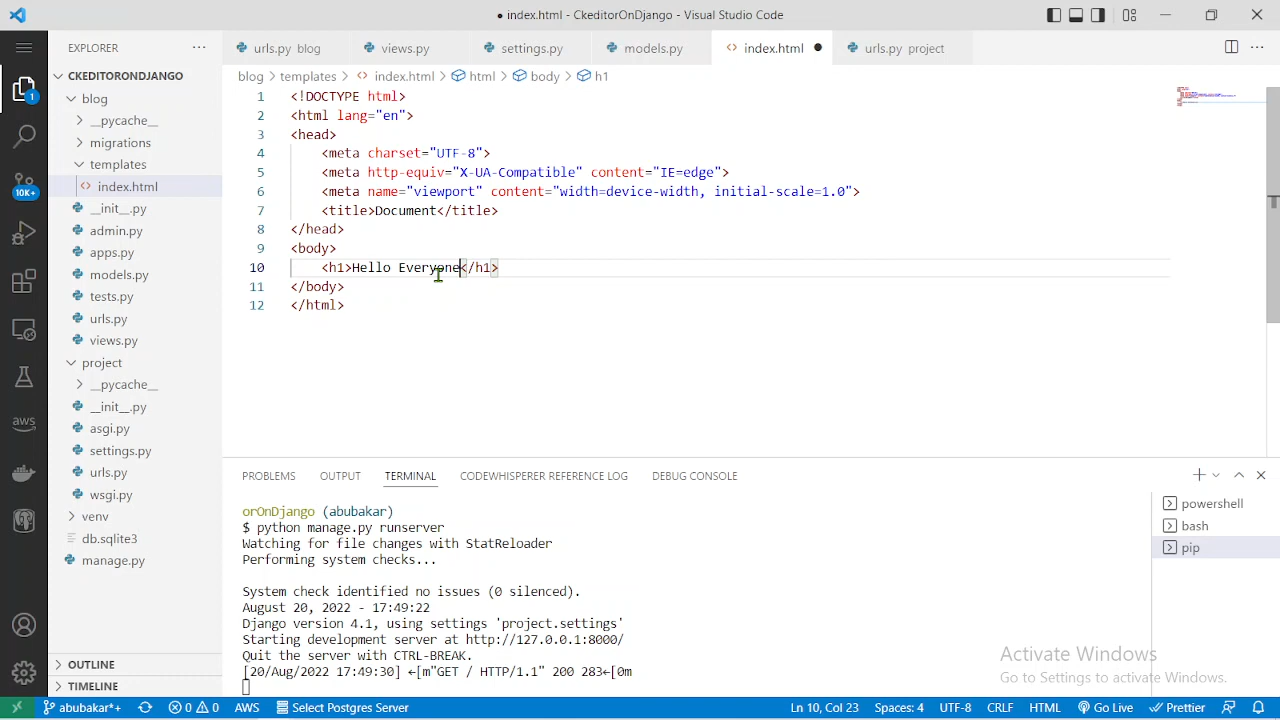 ● index.html - CkeditorOnDjango - Visual Studio Code
EXPLORER ···
urls.py blog
views.py
settings.py
models.py
<> index.html ●
urls.py project
···
1
CKEDITORONDJANGO
blog > templates > <> index.html > html > body > h1
1 <!DOCTYPE html>
2 <html lang="en">
3 <head>
4 <meta charset="UTF-8">
5 <meta http-equiv="X-UA-Compatible" content="IE=edge">
6 <meta name="viewport" content="width=device-width, initial-scale=1.0">
7 <title>Document</title>
8 </head>
9 <body>
10 <h1>Hello Everyone</h1>
11 </body>
12 </html>
blog
__pycache__
migrations
templates
<> index.html
__init__.py
admin.py
apps.py
models.py
tests.py
urls.py
views.py
project
__pycache__
__init__.py
asgi.py
settings.py
urls.py
wsgi.py
venv
db.sqlite3
manage.py
OUTLINE
TIMELINE
10K+
aws
PROBLEMS OUTPUT TERMINAL CODEWHISPERER REFERENCE LOG DEBUG CONSOLE
orOnDjango (abubakar)
$ python manage.py runserver
Watching for file changes with StatReloader
Performing system checks...
System check identified no issues (0 silenced).
August 20, 2022 - 17:49:22
Django version 4.1, using settings 'project.settings'
Starting development server at http://127.0.0.1:8000/
Quit the server with CTRL-BREAK.
[20/Aug/2022 17:49:30] ←[m"GET / HTTP/1.1" 200 283←[0m
powershell
bash
pip
Activate Windows
Go to Settings to activate Windows.
abubakar*+ 0 0 AWS Select Postgres Server Ln 10, Col 23 Spaces: 4 UTF-8 CRLF HTML Go Live Prettier